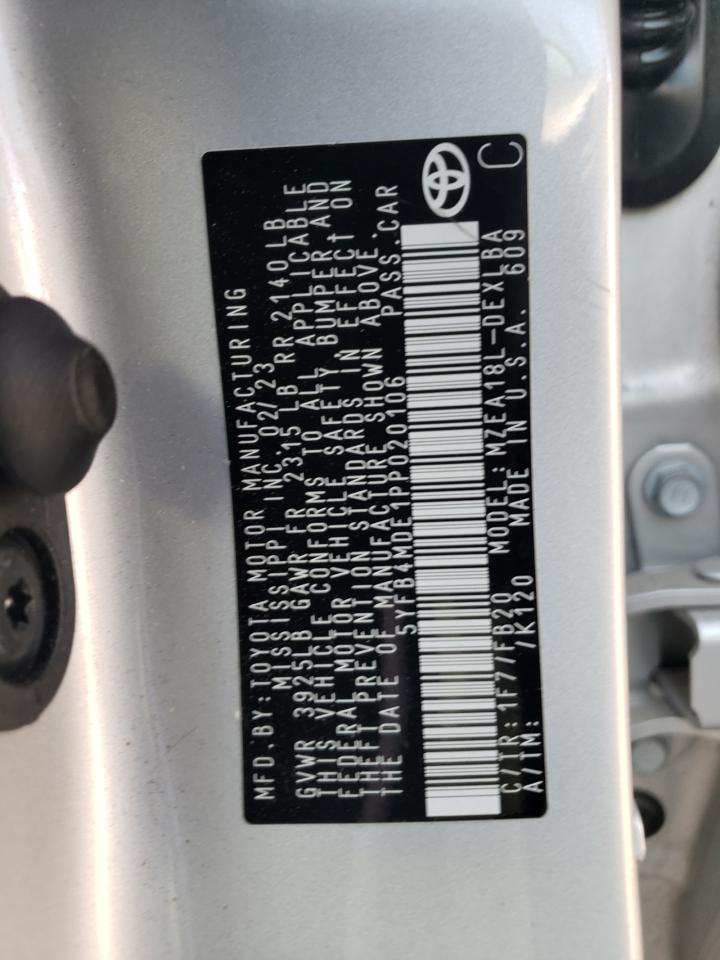 MFD.BY:TOYOTA MOTOR MANUFACTURING
MISSISSIPPI INC. 02/23
GVWR 3925LB GAWR FR 2315 LB RR 2140LB
THIS VEHICLE CONFORMS TO ALL APPLICABLE
FEDERAL MOTOR VEHICLE SAFETY BUMPER AND
THEFT PREVENTION STANDARDS IN EFFECT ON
THE DATE OF MANUFACTURE SHOWN ABOVE.
5YFB4MDE1PP020106 PASS.CAR
C/TR: 1F7/FB20 MODEL: MZEA18L-DEXLBA
A/TM: /K120 MADE IN U.S.A. 609
C